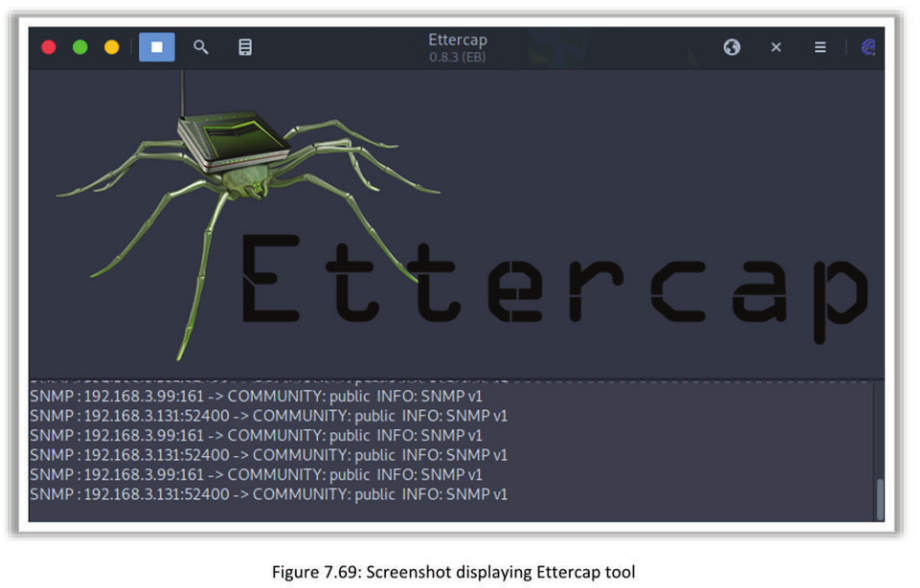 Ettercap
0.8.3 (EB)
Ettercap
SNMP : 192.168.3.99:161 -> COMMUNITY: public INFO: SNMP v1
SNMP : 192.168.3.131:52400 -> COMMUNITY: public INFO: SNMP v1
SNMP : 192.168.3.99:161 -> COMMUNITY: public INFO: SNMP v1
SNMP : 192.168.3.131:52400 -> COMMUNITY: public INFO: SNMP v1
SNMP : 192.168.3.99:161 -> COMMUNITY: public INFO: SNMP v1
SNMP : 192.168.3.131:52400 -> COMMUNITY: public INFO: SNMP v1
Figure 7.69: Screenshot displaying Ettercap tool